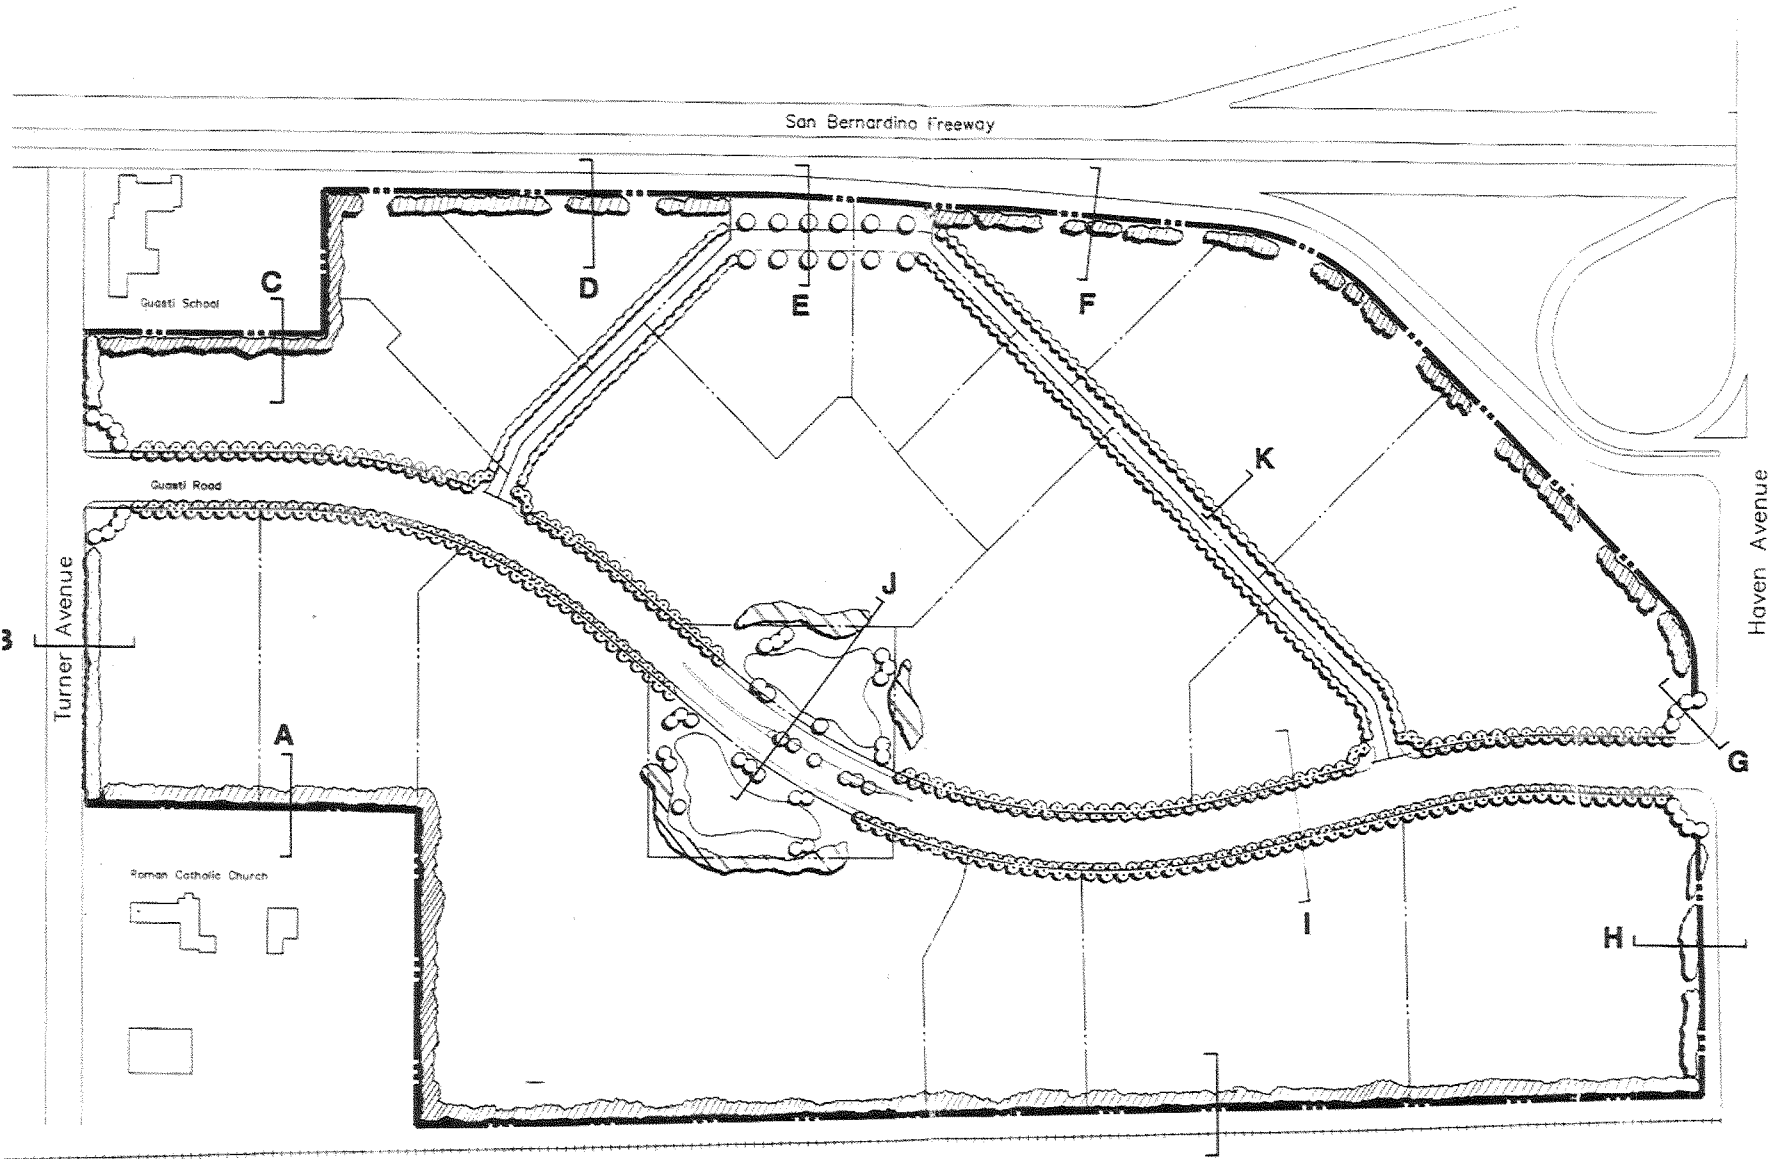 San Bernardino Freeway
Guasti School
C
D
E
F
K
Guasti Road
J
Turner Avenue
Haven Avenue
A
G
Roman Catholic Church
I
H